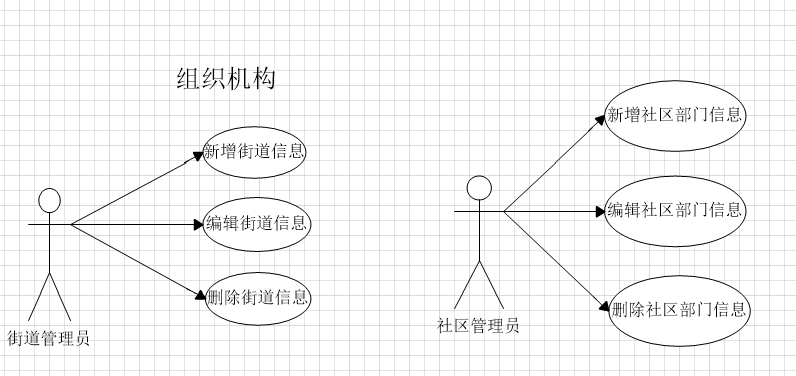 组织机构
新增街道信息
编辑街道信息
删除街道信息
街道管理员
新增社区部门信息
编辑社区部门信息
删除社区部门信息
社区管理员